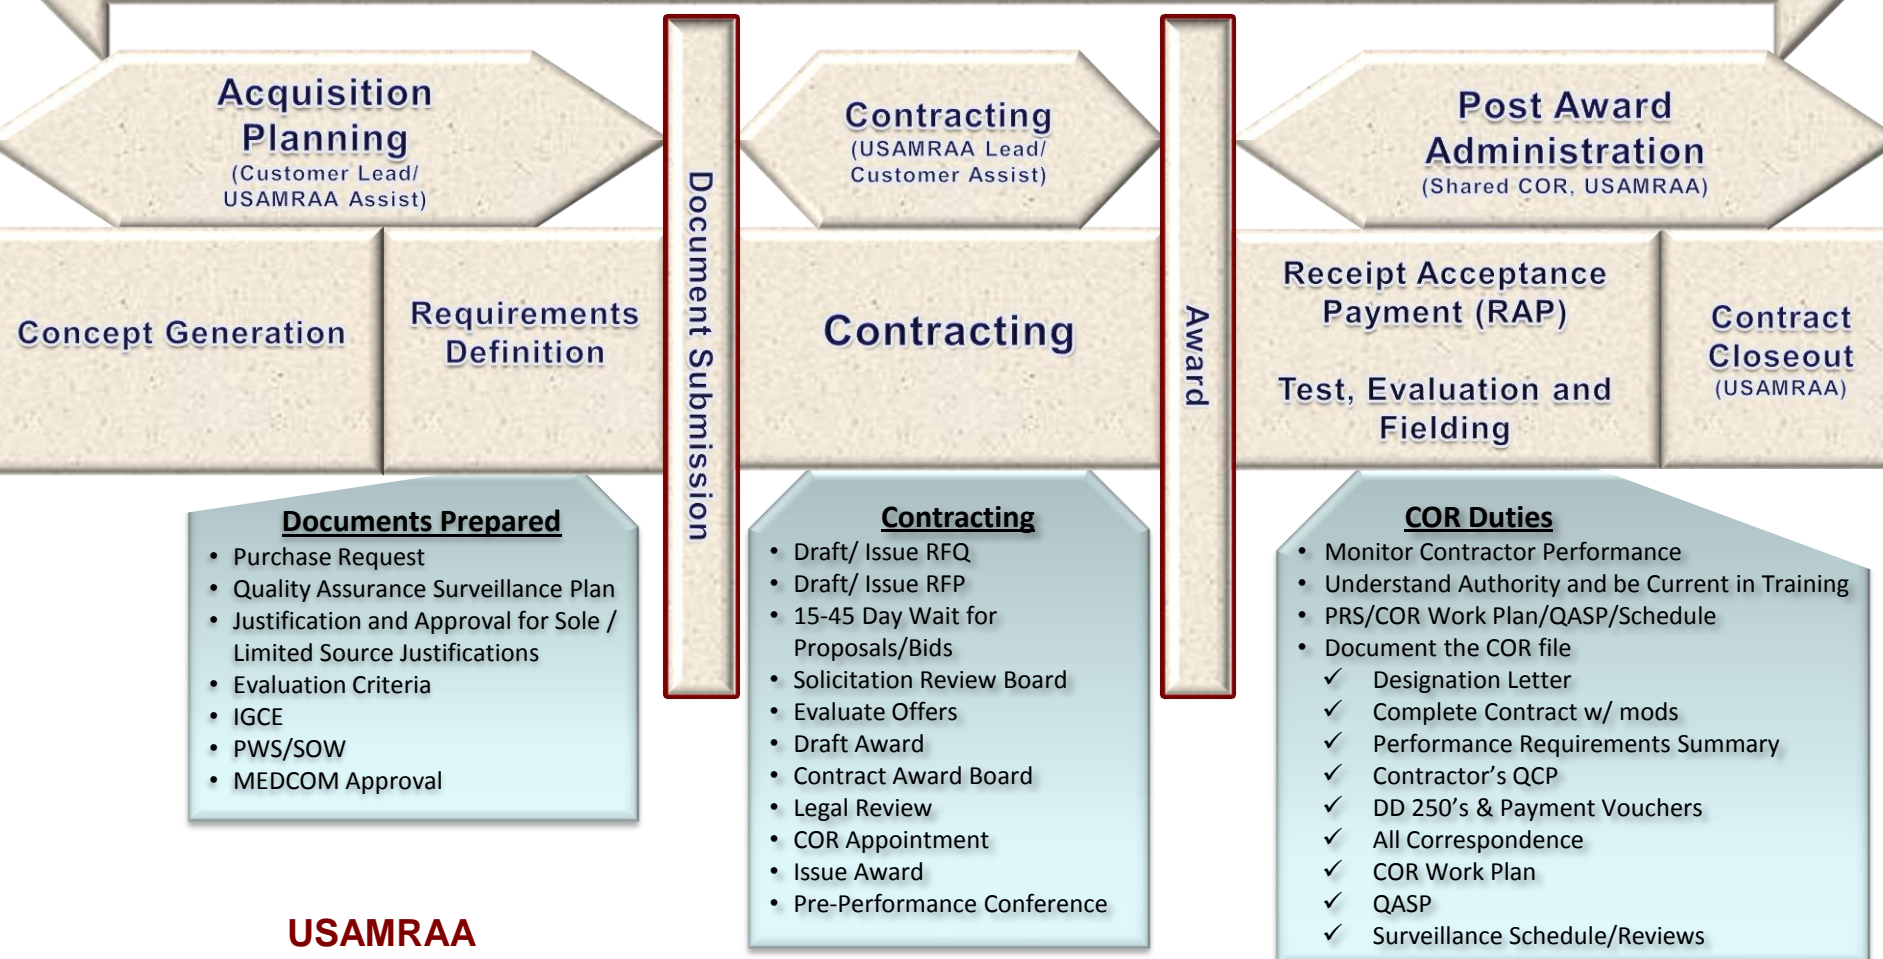 Acquisition
Planning
(Customer Lead/
USAMRAA Assist)
Concept Generation
Requirements
Definition
Document Submission
Contracting
(USAMRAA Lead/
Customer Assist)
Contracting
Award
Post Award
Administration
(Shared COR, USAMRAA)
Receipt Acceptance
Payment (RAP)
Test, Evaluation and
Fielding
Contract
Closeout
(USAMRAA)
Documents Prepared
• Purchase Request
• Quality Assurance Surveillance Plan
• Justification and Approval for Sole /
Limited Source Justifications
• Evaluation Criteria
• IGCE
• PWS/SOW
• MEDCOM Approval
Contracting
• Draft/ Issue RFQ
• Draft/ Issue RFP
• 15-45 Day Wait for
Proposals/Bids
• Solicitation Review Board
• Evaluate Offers
• Draft Award
• Contract Award Board
• Legal Review
• COR Appointment
• Issue Award
• Pre-Performance Conference
COR Duties
• Monitor Contractor Performance
• Understand Authority and be Current in Training
• PRS/COR Work Plan/QASP/Schedule
• Document the COR file
✓ Designation Letter
✓ Complete Contract w/ mods
✓ Performance Requirements Summary
✓ Contractor’s QCP
✓ DD 250’s & Payment Vouchers
✓ All Correspondence
✓ COR Work Plan
✓ QASP
✓ Surveillance Schedule/Reviews
USAMRAA